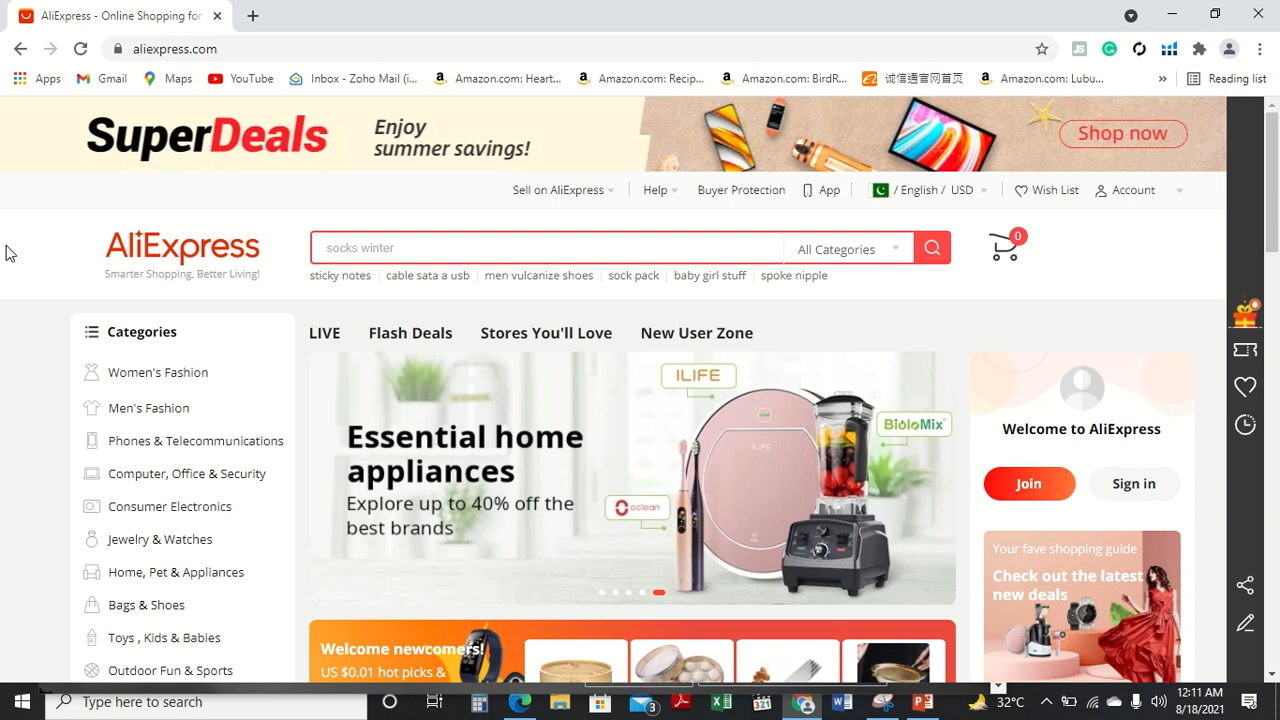 AliExpress - Online Shopping for
aliexpress.com
Apps
Gmail
Maps
YouTube
Inbox - Zoho Mail (i...
Amazon.com: Heart...
Amazon.com: Recip...
Amazon.com: BirdR...
诚信通官网首页
Amazon.com: Lubu...
»
Reading list
SuperDeals
Enjoy
summer savings!
Shop now
Sell on AliExpress
Help
Buyer Protection
App
/ English / USD
Wish List
Account
AliExpress
Smarter Shopping, Better Living!
socks winter
All Categories
0
sticky notes
cable sata a usb
men vulcanize shoes
sock pack
baby girl stuff
spoke nipple
Categories
LIVE
Flash Deals
Stores You'll Love
New User Zone
Women's Fashion
Men's Fashion
Phones & Telecommunications
Computer, Office & Security
Consumer Electronics
Jewelry & Watches
Home, Pet & Appliances
Bags & Shoes
Toys , Kids & Babies
Outdoor Fun & Sports
Essential home
appliances
Explore up to 40% off the
best brands
ILIFE
ILIFE
BioloMix
oclean
Welcome to AliExpress
Join
Sign in
Your fave shopping guide
Check out the latest
new deals
Welcome newcomers!
US $0.01 hot picks &
Type here to search
3
321
32°C
12:11 AM
8/18/2021